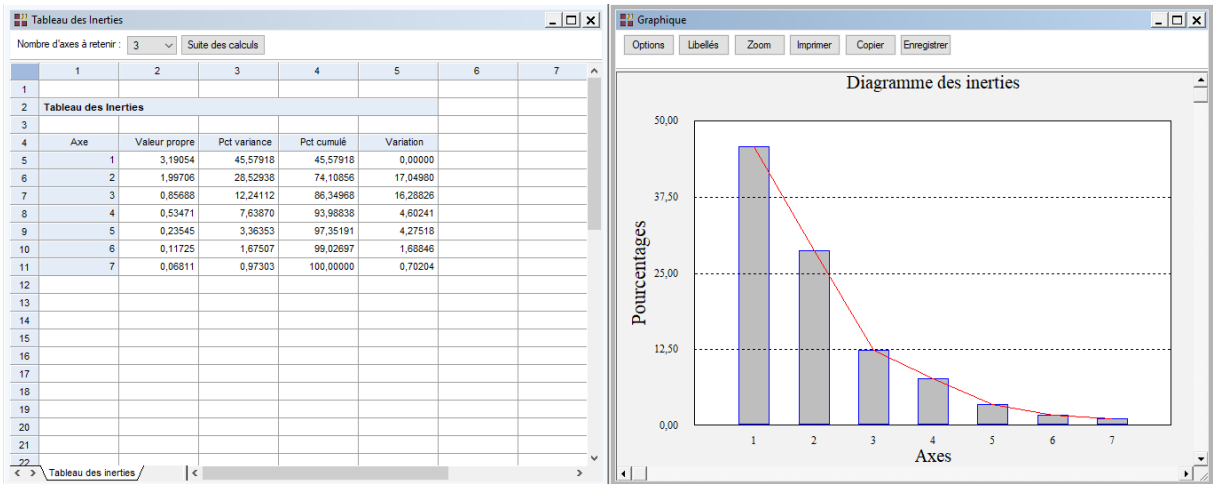 Tableau des Inerties
Nombre d'axes à retenir : 3 Suite des calculs
1 2 3 4 5 6 7
1
2 Tableau des Inerties
3
4 Axe Valeur propre Pct variance Pct cumulé Variation
5 1 3,19054 45,57918 45,57918 0,00000
6 2 1,99706 28,52938 74,10856 17,04980
7 3 0,85688 12,24112 86,34968 16,28826
8 4 0,53471 7,63870 93,98838 4,60241
9 5 0,23545 3,36353 97,35191 4,27518
10 6 0,11725 1,67507 99,02697 1,68846
11 7 0,06811 0,97303 100,00000 0,70204
12
13
14
15
16
17
18
19
20
21
22
Tableau des inerties
Graphique
Options Libellés Zoom Imprimer Copier Enregistrer
Diagramme des inerties
50,00
37,50
25,00
12,50
0,00
Pourcentages
1 2 3 4 5 6 7
Axes